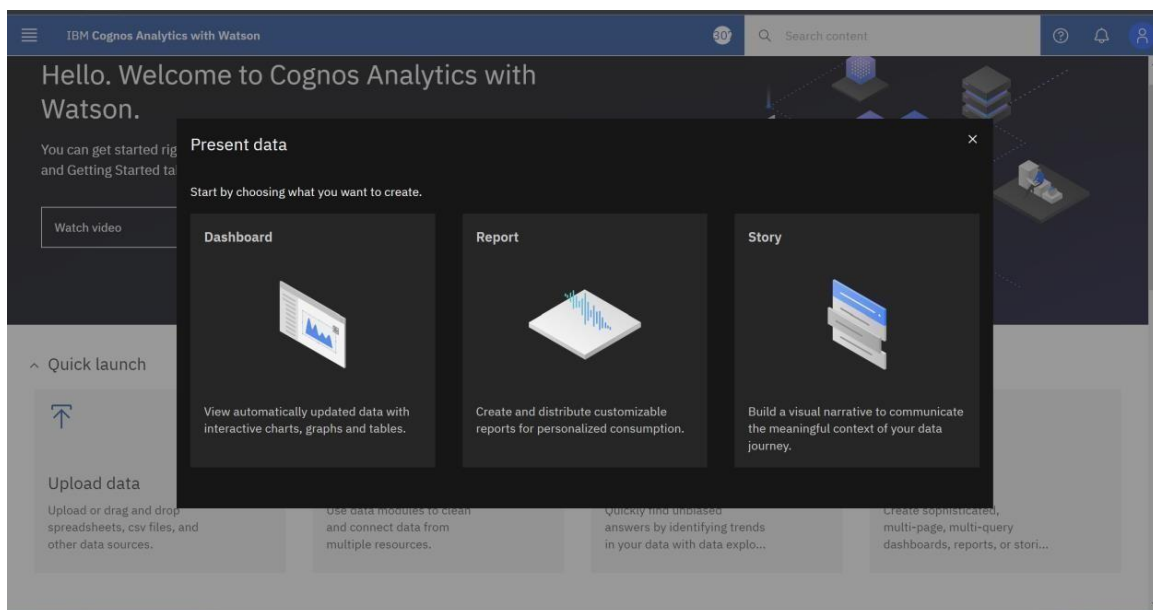 IBM Cognos Analytics with Watson
30
Search content
Hello. Welcome to Cognos Analytics with
Watson.
You can get started rig
and Getting Started ta
Watch video
Present data
Start by choosing what you want to create.
Dashboard
View automatically updated data with
interactive charts, graphs and tables.
Report
Create and distribute customizable
reports for personalized consumption.
Story
Build a visual narrative to communicate
the meaningful context of your data
journey.
Quick launch
Upload data
Upload or drag and drop
spreadsheets, csv files, and
other data sources.
Use data modules to clean
and connect data from
multiple resources.
Quickly find unbiased
answers by identifying trends
in your data with data explo...
Create sophisticated,
multi-page, multi-query
dashboards, reports, or stori...